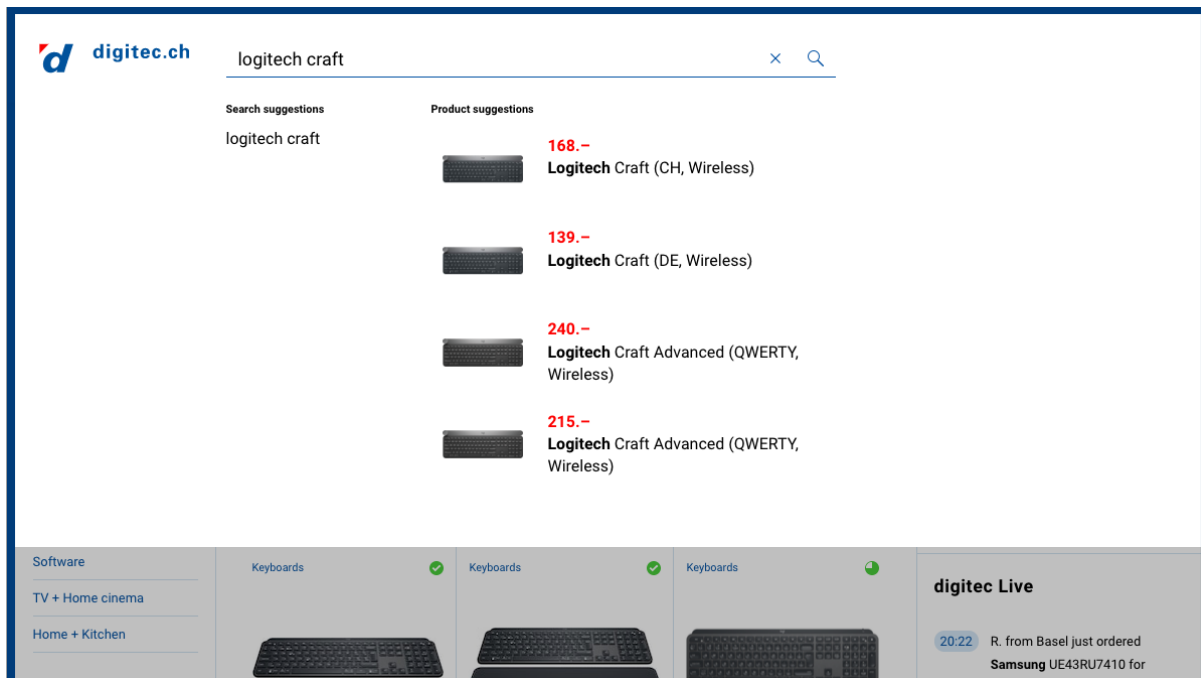 digitec.ch
logitech craft
Search suggestions
logitech craft
Product suggestions
168.–
Logitech Craft (CH, Wireless)
139.–
Logitech Craft (DE, Wireless)
240.–
Logitech Craft Advanced (QWERTY,
Wireless)
215.–
Logitech Craft Advanced (QWERTY,
Wireless)
Software
TV + Home cinema
Home + Kitchen
Keyboards
Keyboards
Keyboards
digitec Live
20:22 R. from Basel just ordered
Samsung UE43RU7410 for